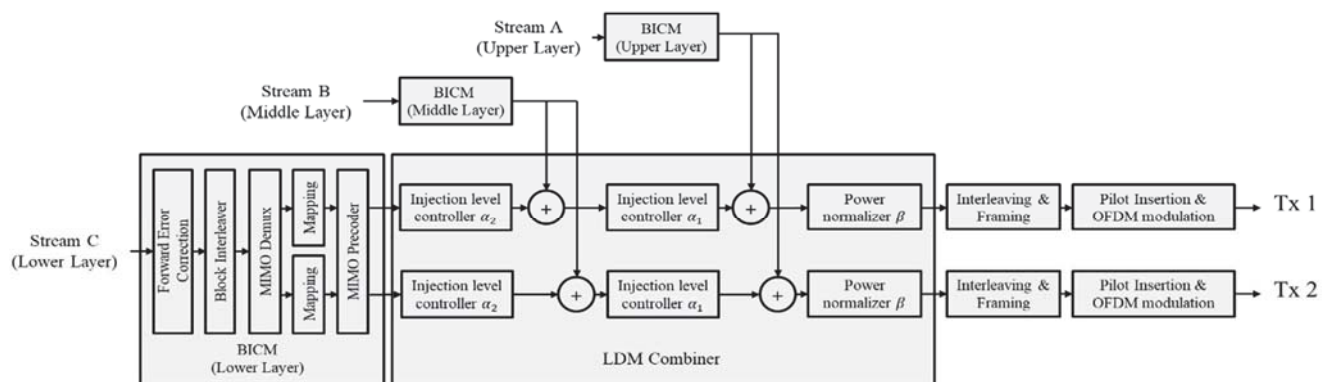 Stream A
(Upper Layer)
BICM
(Upper Layer)
Stream B
(Middle Layer)
BICM
(Middle Layer)
Stream C
(Lower Layer)
Forward Error
Correction
Block Interleaver
MIMO Demux
Mapping
Mapping
MIMO Precoder
BICM
(Lower Layer)
Injection level
controller α₂
+
Injection level
controller α₁
+
Power
normalizer β
Interleaving &
Framing
Pilot Insertion &
OFDM modulation
Tx 1
Injection level
controller α₂
+
Injection level
controller α₁
+
Power
normalizer β
Interleaving &
Framing
Pilot Insertion &
OFDM modulation
Tx 2
LDM Combiner